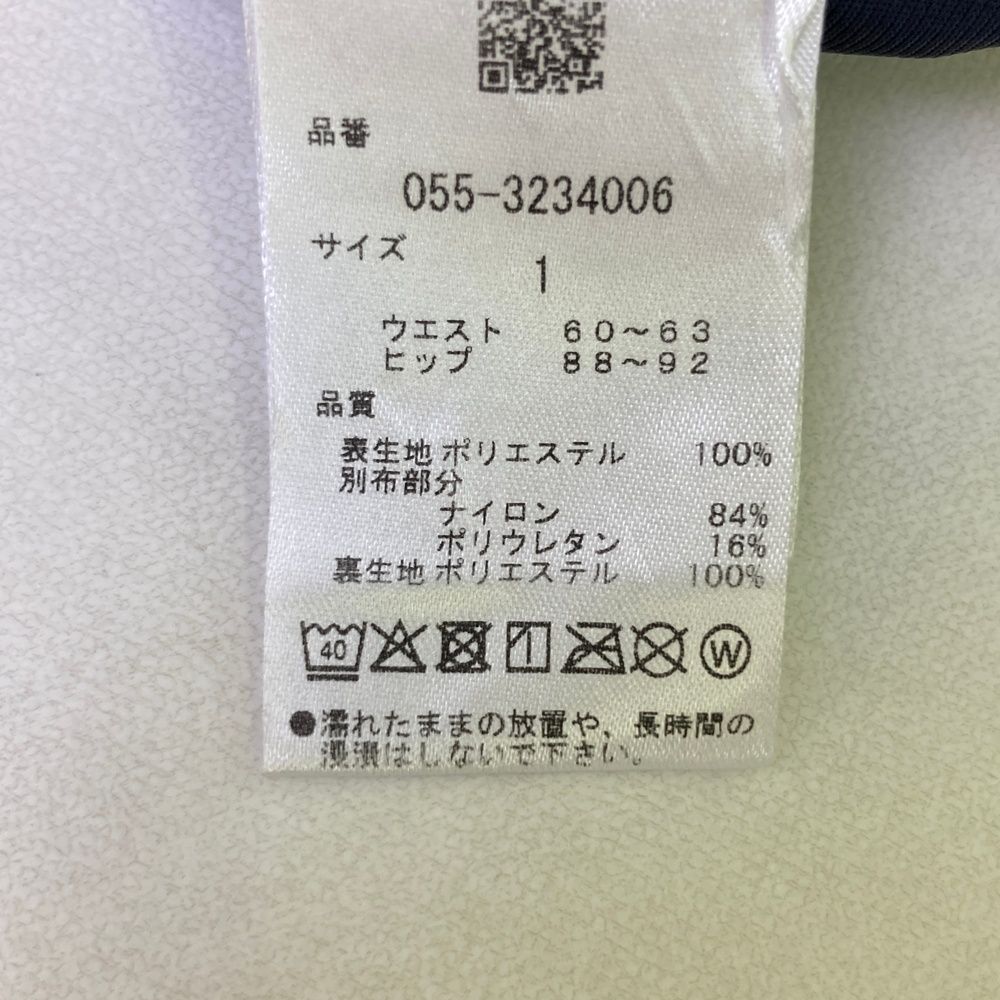 品番
055-3234006
サイズ
1
ウエスト 60～63
ヒップ 88～92
品質
表生地 ポリエステル 100%
別布部分
ナイロン 84%
ポリウレタン 16%
裏生地 ポリエステル 100%
40 W
●濡れたままの放置や、長時間の
浸漬はしないで下さい。